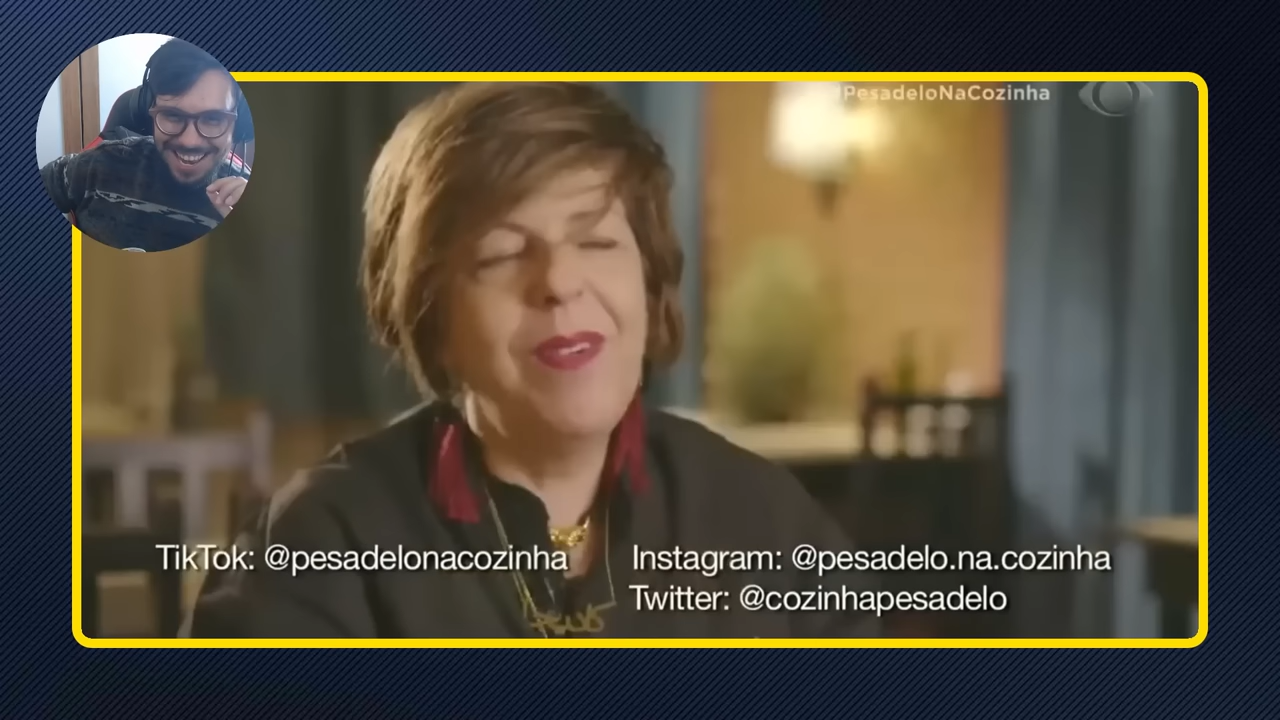 #PesadeloNaCozinha
TikTok: @pesadelonacozinha
Instagram: @pesadelo.na.cozinha
Twitter: @cozinhapesadelo